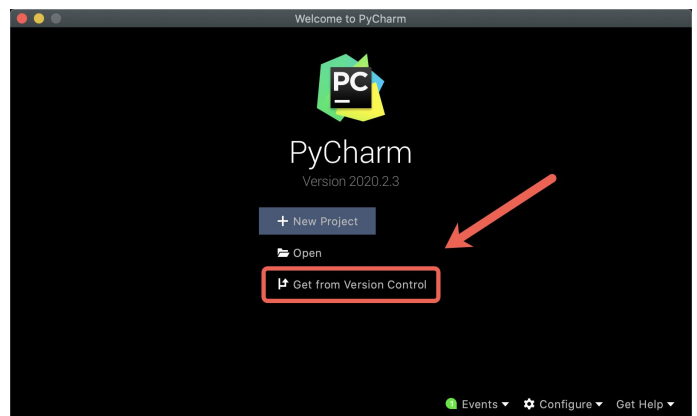 Welcome to PyCharm
PC
PyCharm
Version 2020.2.3
New Project
Open
Get from Version Control
1 Events Configure Get Help